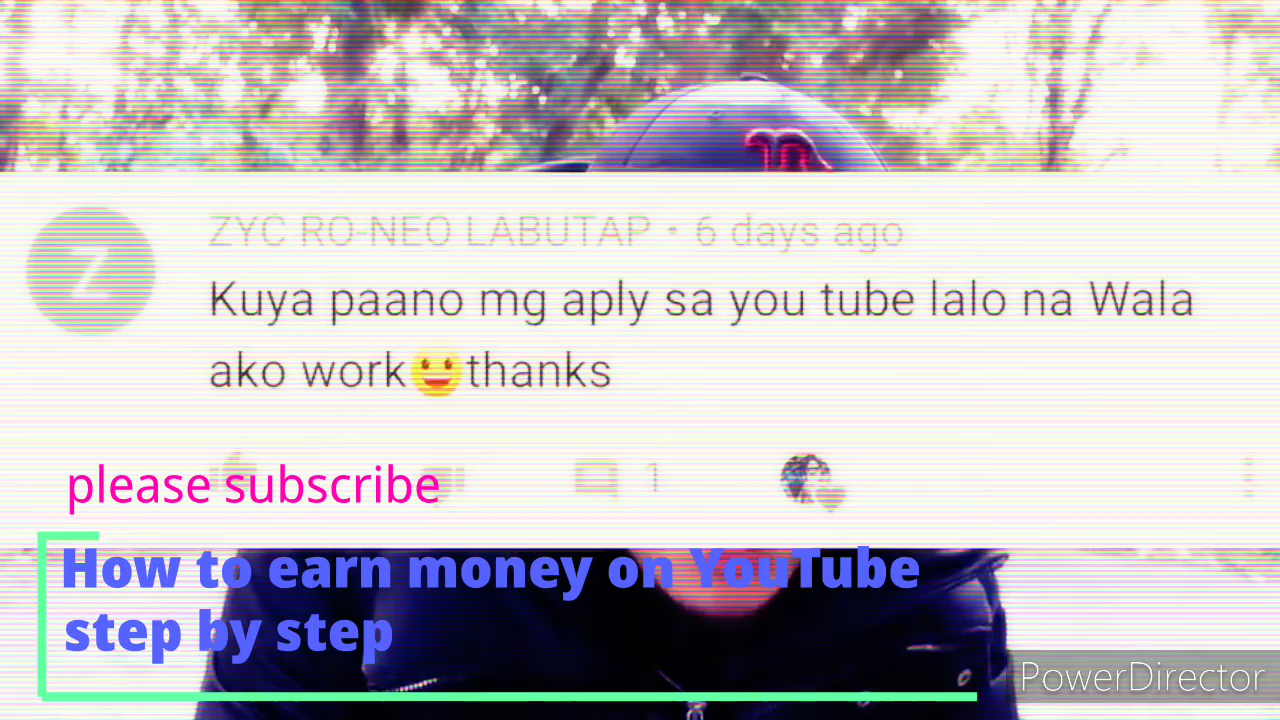 ZYC RO-NEO LABUTAP • 6 days ago
Kuya paano mg aply sa you tube lalo na Wala
ako work😃thanks
1
please subscribe
How to earn money on YouTube
step by step
PowerDirector